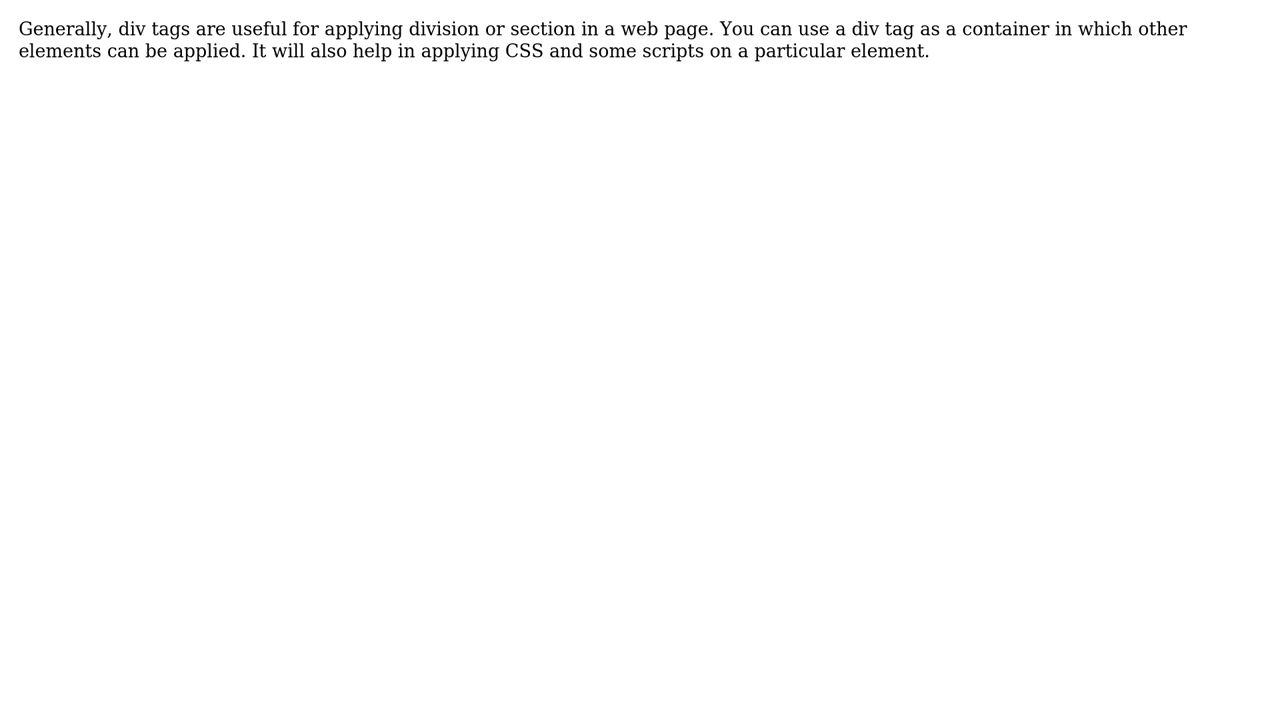 Generally, div tags are useful for applying division or section in a web page. You can use a div tag as a container in which other
elements can be applied. It will also help in applying CSS and some scripts on a particular element.